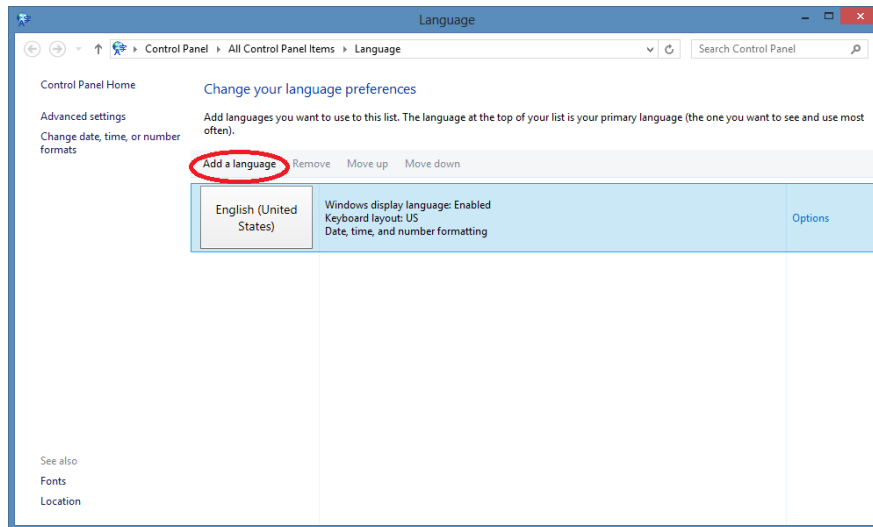 Language
Control Panel ▸ All Control Panel Items ▸ Language
Search Control Panel
Control Panel Home
Advanced settings
Change date, time, or number
formats
Change your language preferences
Add languages you want to use to this list. The language at the top of your list is your primary language (the one you want to see and use most
often).
Add a language Remove Move up Move down
English (United
States)
Windows display language: Enabled
Keyboard layout: US
Date, time, and number formatting
Options
See also
Fonts
Location